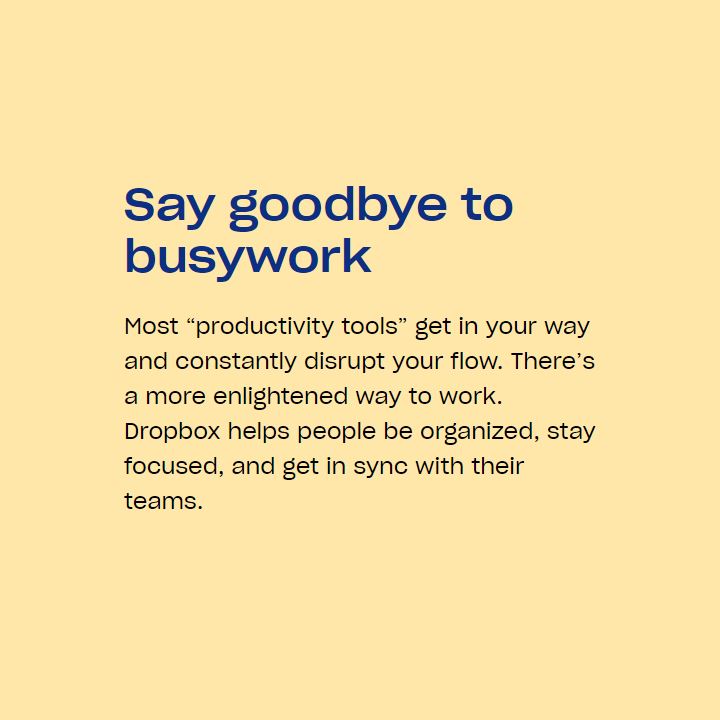 Say goodbye to
busywork
Most “productivity tools” get in your way
and constantly disrupt your flow. There’s
a more enlightened way to work.
Dropbox helps people be organized, stay
focused, and get in sync with their
teams.